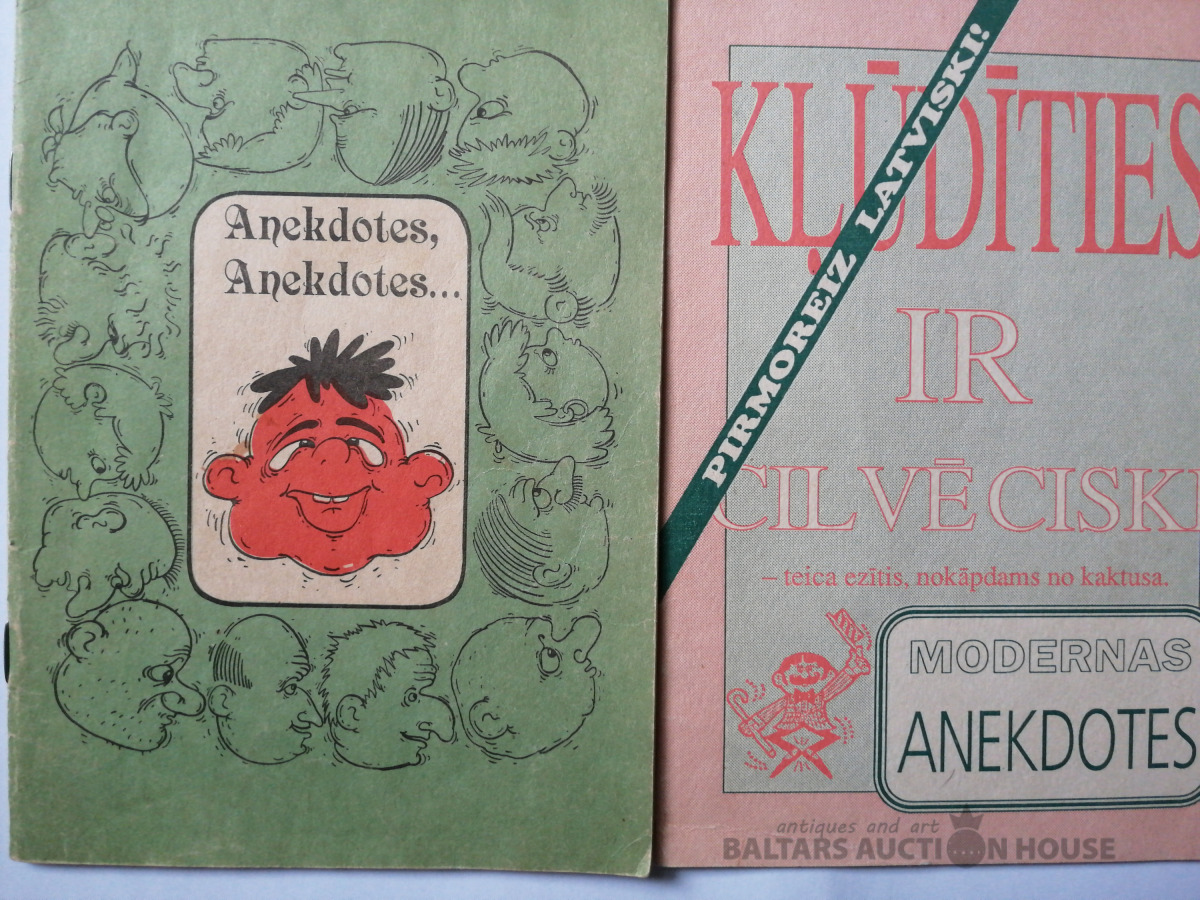 Anekdotes,
Anekdotes...
PIRMOREIZ LATVISKI!
KĻŪDĪTIES
IR
CILVĒCISKI
– teica ezītis, nokāpdams no kaktusa.
MODERNAS
ANEKDOTES
antiques and art
BALTARS AUCTION HOUSE